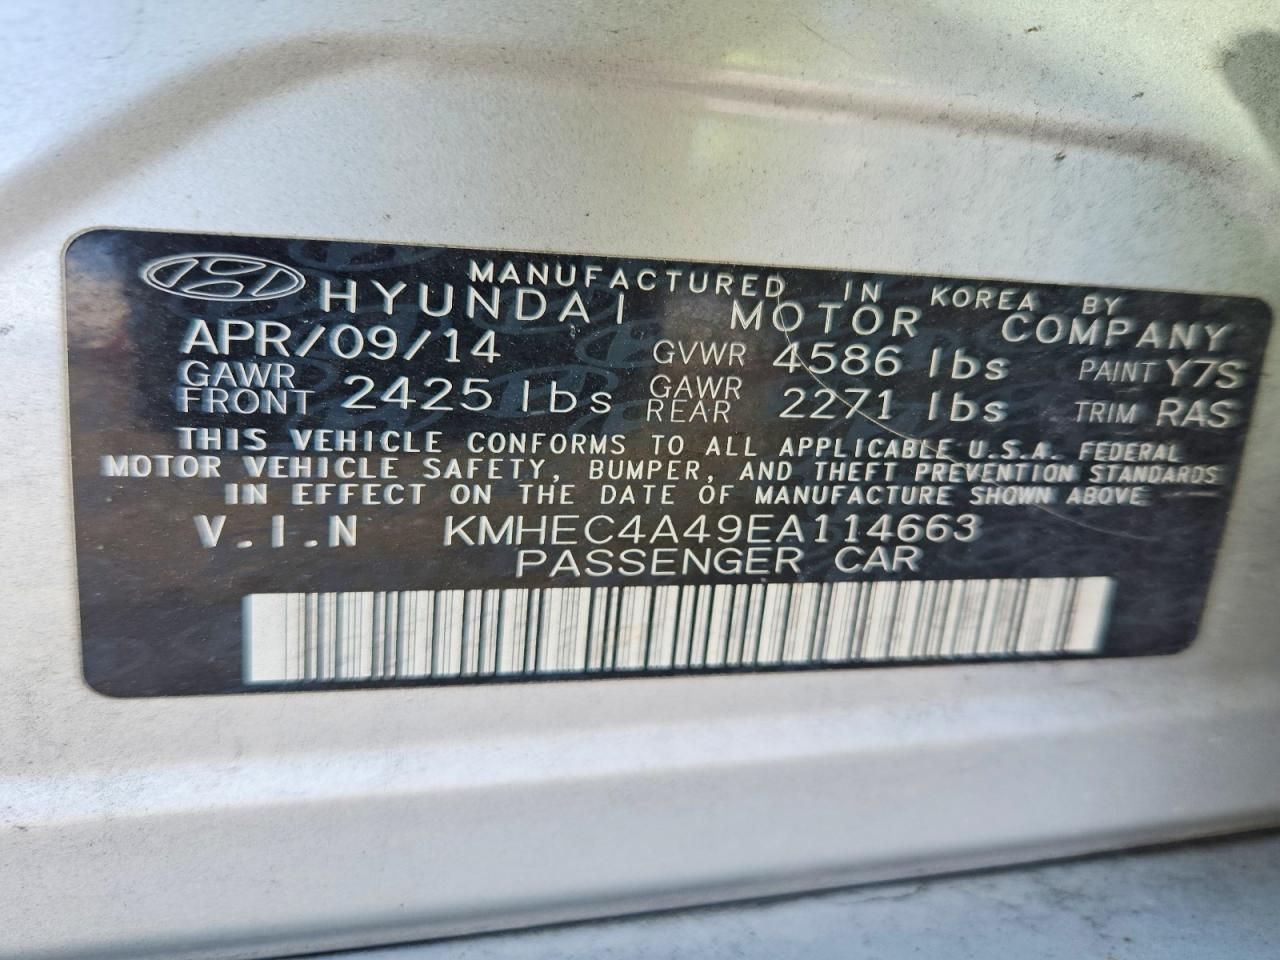 MANUFACTURED IN KOREA BY
HYUNDAI MOTOR COMPANY
APR/09/14 GVWR 4586 lbs PAINT Y7S
GAWR FRONT 2425 lbs GAWR REAR 2271 lbs TRIM RAS
THIS VEHICLE CONFORMS TO ALL APPLICABLE U.S.A. FEDERAL
MOTOR VEHICLE SAFETY, BUMPER, AND THEFT PREVENTION STANDARDS
IN EFFECT ON THE DATE OF MANUFACTURE SHOWN ABOVE
V.I.N KMHEC4A49EA114663
PASSENGER CAR